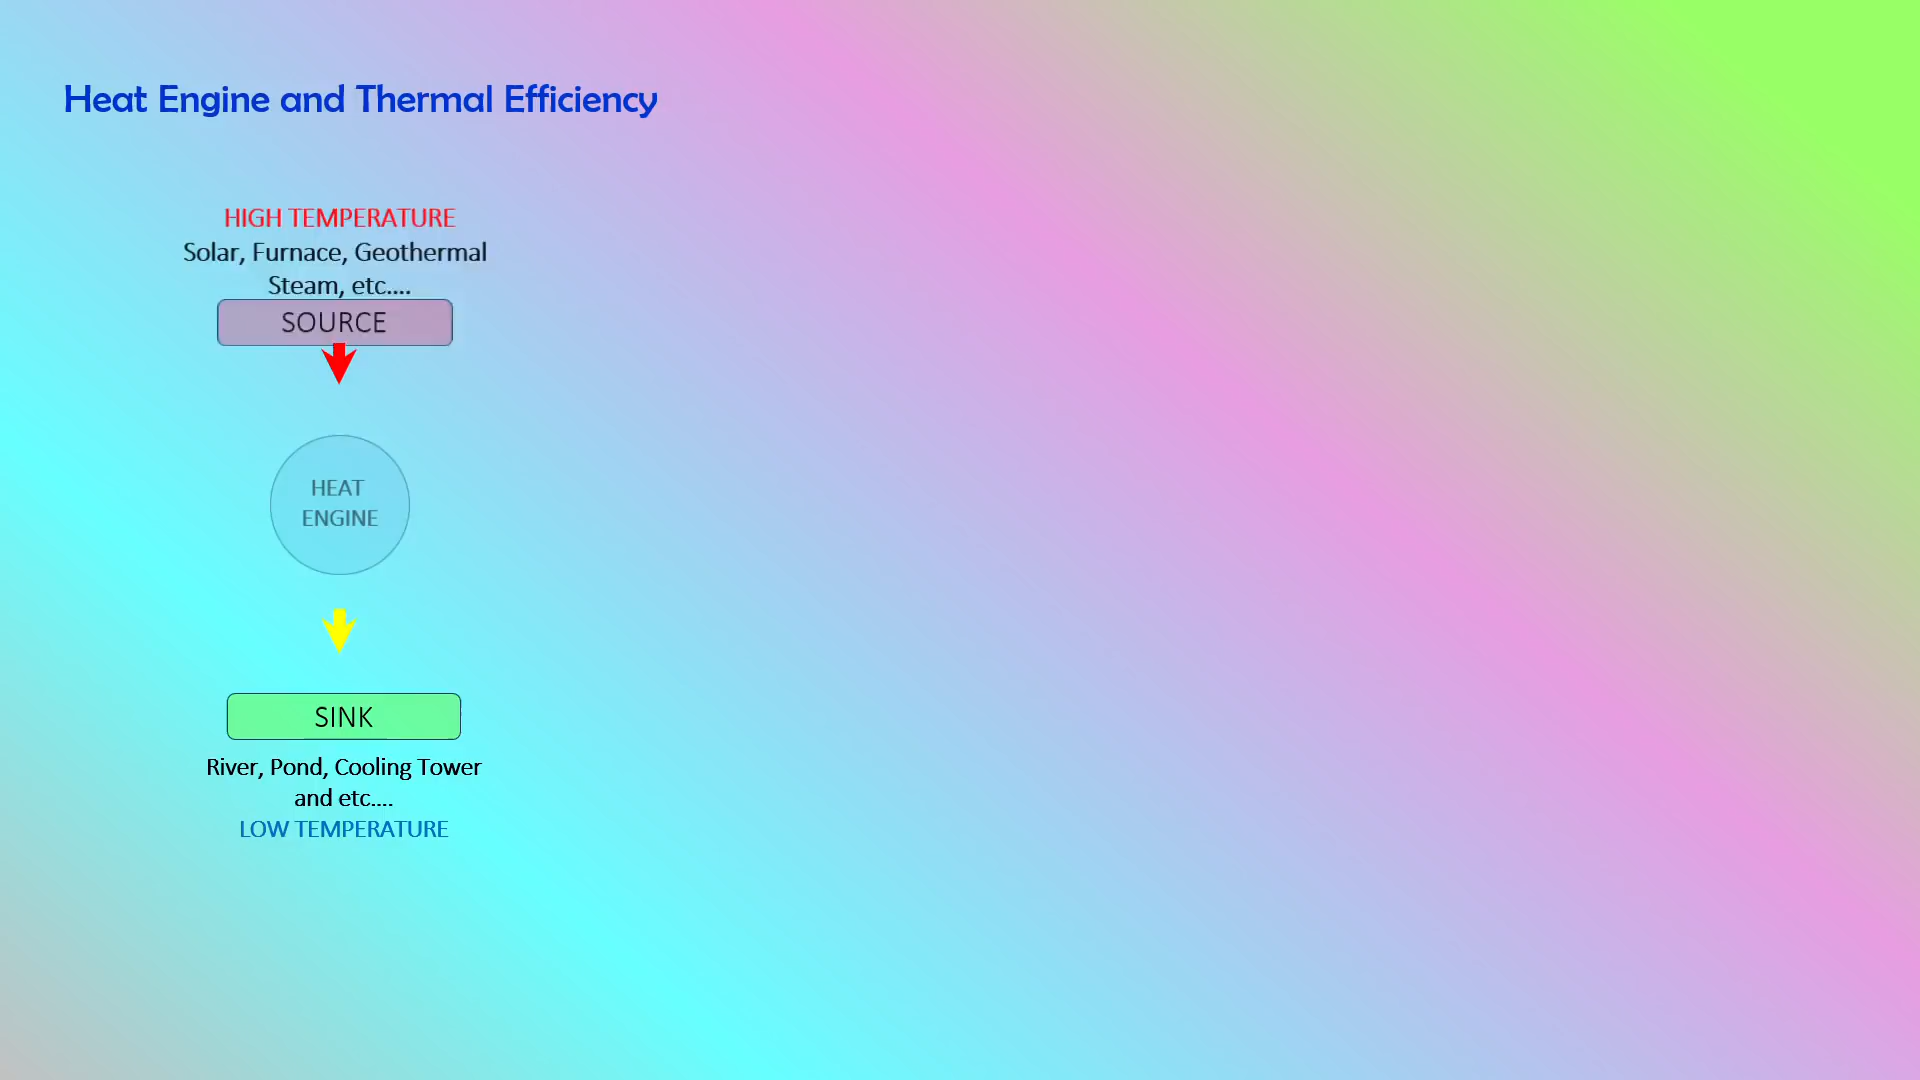 Heat Engine and Thermal Efficiency
HIGH TEMPERATURE
Solar, Furnace, Geothermal
Steam, etc....
SOURCE
HEAT
ENGINE
SINK
River, Pond, Cooling Tower
and etc....
LOW TEMPERATURE